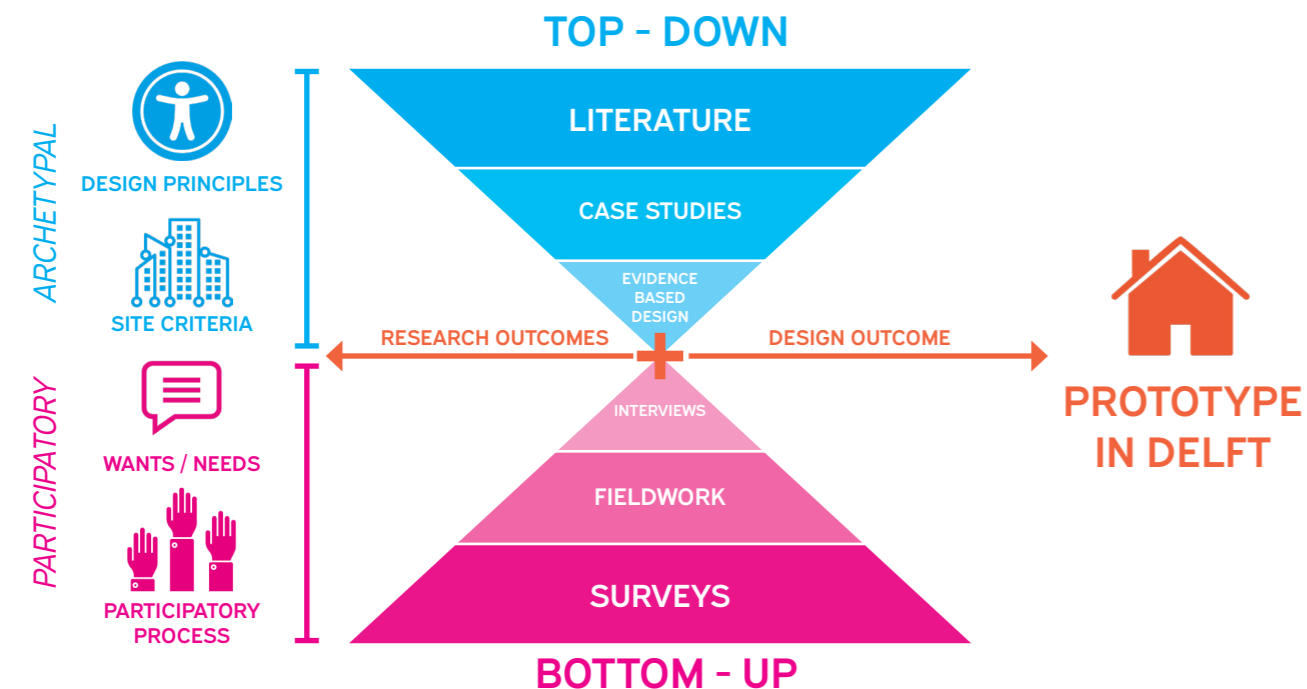 TOP - DOWN
ARCHETYPAL
DESIGN PRINCIPLES
SITE CRITERIA
LITERATURE
CASE STUDIES
EVIDENCE
BASED
DESIGN
RESEARCH OUTCOMES
DESIGN OUTCOME
PROTOTYPE
IN DELFT
PARTICIPATORY
WANTS / NEEDS
PARTICIPATORY
PROCESS
INTERVIEWS
FIELDWORK
SURVEYS
BOTTOM - UP